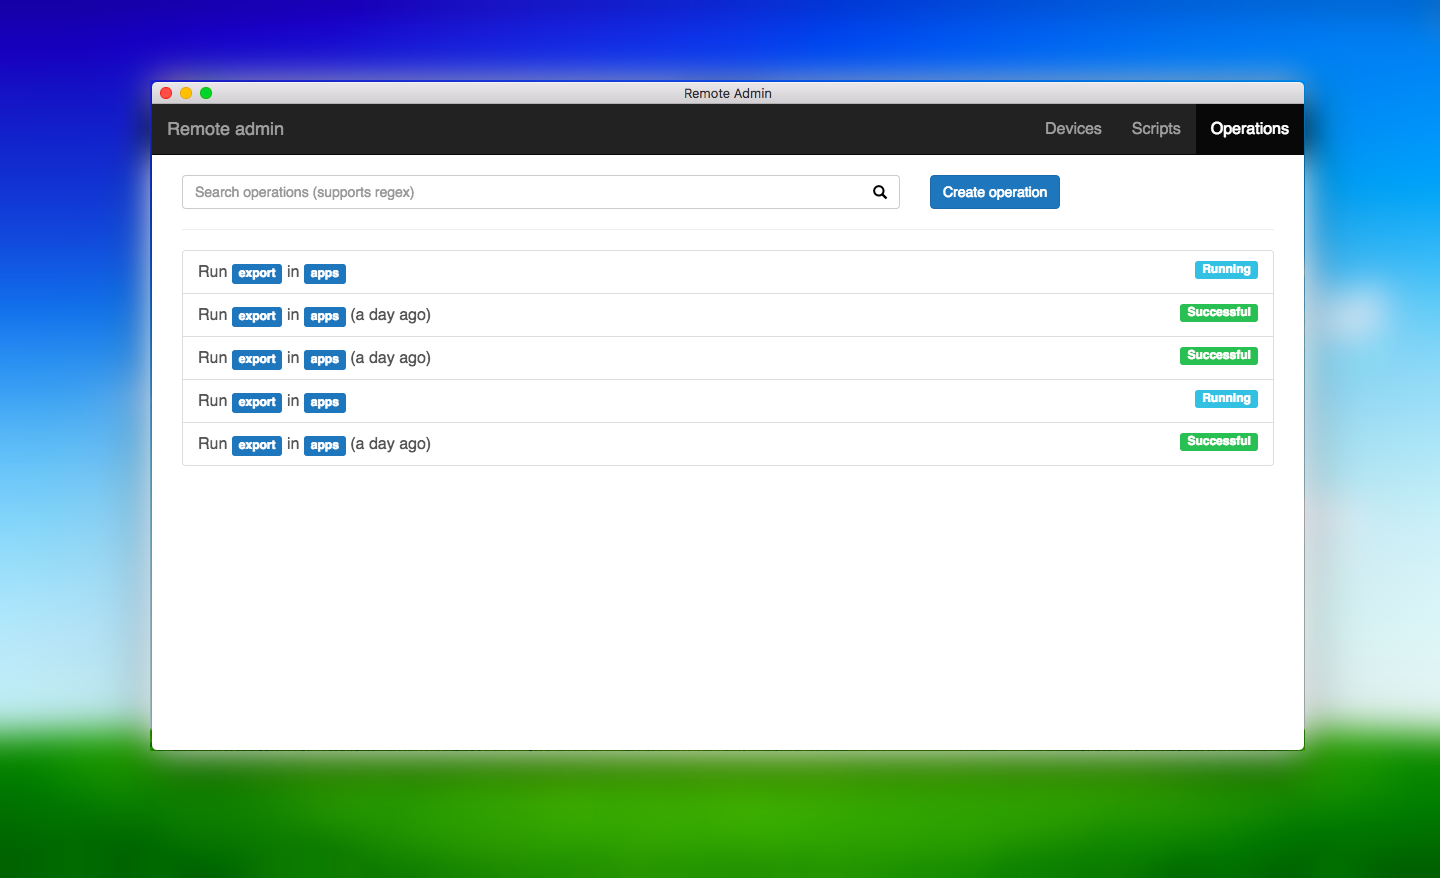 Remote Admin
Remote admin Devices Scripts Operations
Search operations (supports regex) Create operation
Run export in apps Running
Run export in apps (a day ago) Successful
Run export in apps (a day ago) Successful
Run export in apps Running
Run export in apps (a day ago) Successful